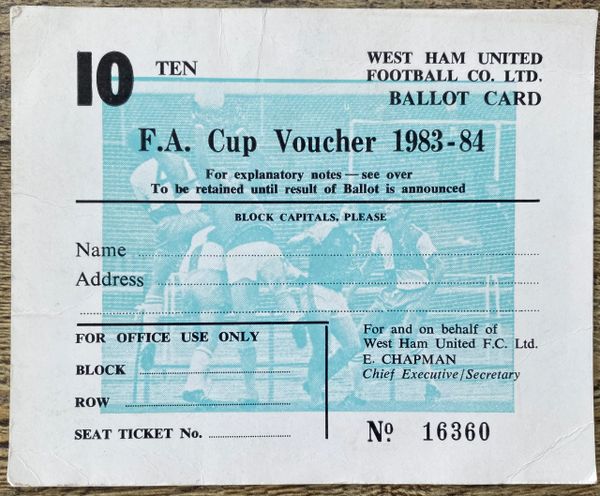 10 TEN
WEST HAM UNITED
FOOTBALL CO. LTD.
BALLOT CARD
F.A. Cup Voucher 1983-84
For explanatory notes — see over
To be retained until result of Ballot is announced
BLOCK CAPITALS, PLEASE
Name
Address
FOR OFFICE USE ONLY
BLOCK
ROW
SEAT TICKET No.
For and on behalf of
West Ham United F.C. Ltd.
E. CHAPMAN
Chief Executive/Secretary
No. 16360